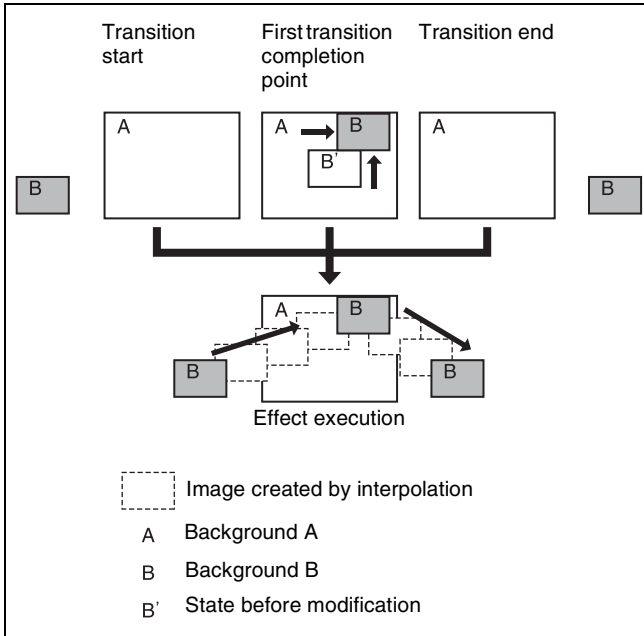 Transition start
First transition completion point
Transition end
A
A
B
B'
A
B
B
A
B
B
B
Effect execution
Image created by interpolation
A Background A
B Background B
B' State before modification